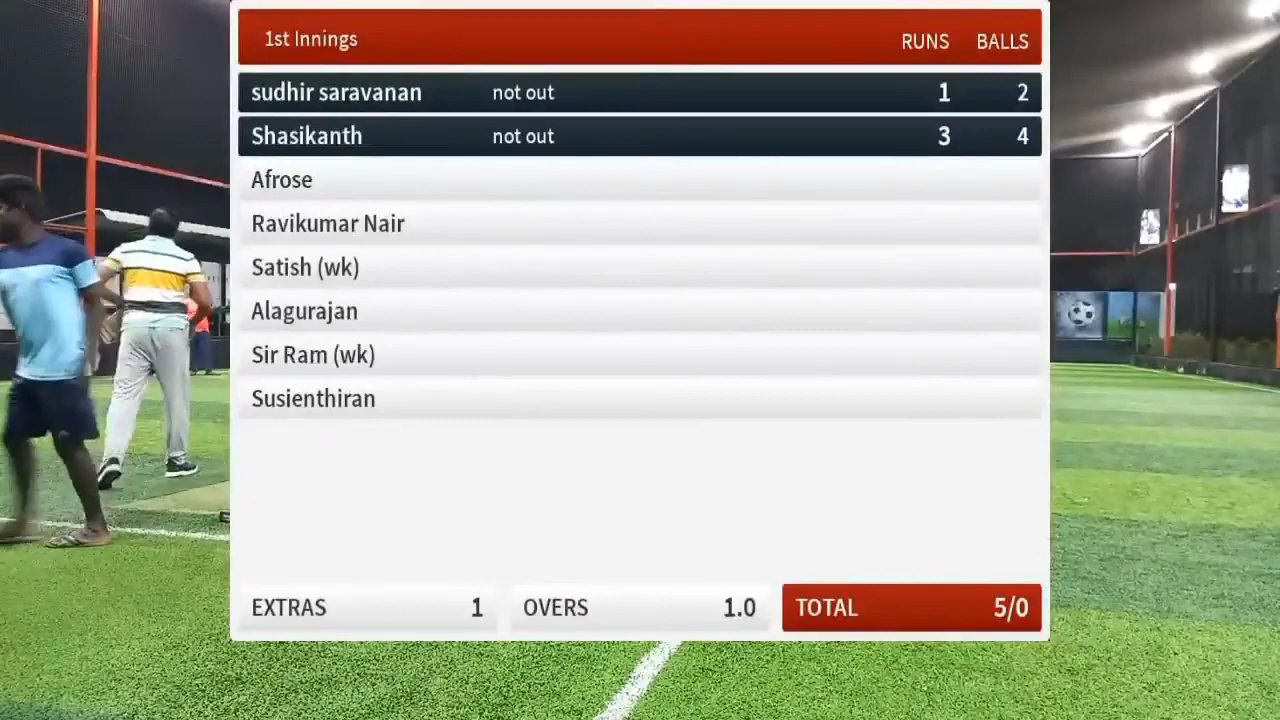 1st Innings RUNS BALLS
sudhir saravanan not out 1 2
Shasikanth not out 3 4
Afrose
Ravikumar Nair
Satish (wk)
Alagurajan
Sir Ram (wk)
Susienthiran
EXTRAS 1 OVERS 1.0 TOTAL 5/0